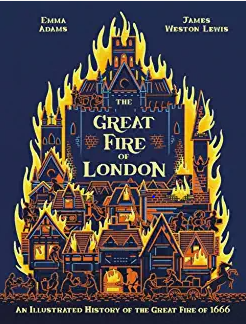 EMMA
ADAMS
JAMES
WESTON LEWIS
THE
GREAT
FIRE
OF
LONDON
AN ILLUSTRATED HISTORY OF THE GREAT FIRE OF 1666